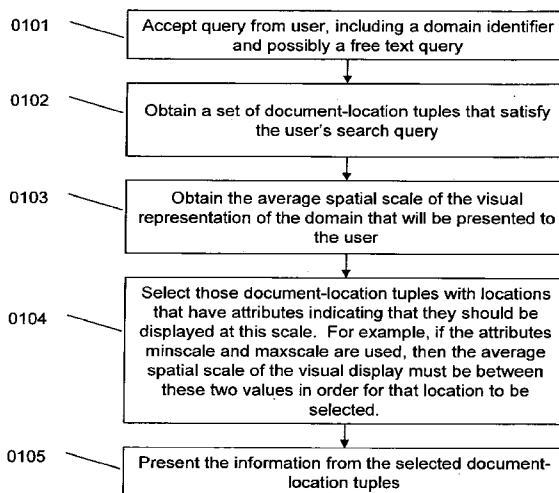 0101
Accept query from user, including a domain identifier
and possibly a free text query
0102
Obtain a set of document-location tuples that satisfy
the user's search query
0103
Obtain the average spatial scale of the visual
representation of the domain that will be presented to
the user
0104
Select those document-location tuples with locations
that have attributes indicating that they should be
displayed at this scale. For example, if the attributes
minscale and maxscale are used, then the average
spatial scale of the visual display must be between
these two values in order for that location to be
selected.
0105
Present the information from the selected document-
location tuples